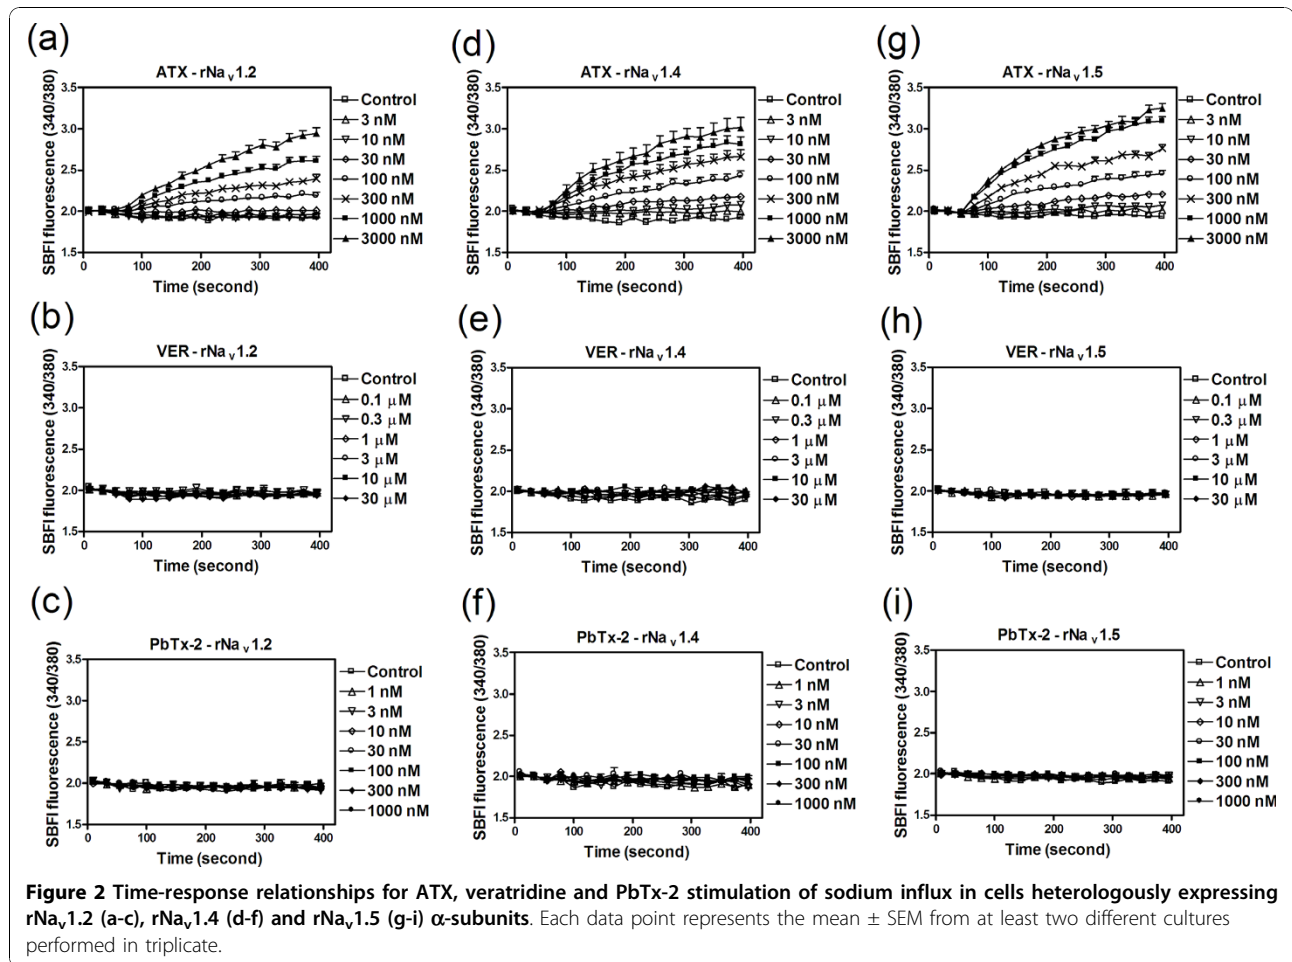 (a)
ATX - rNav1.2
SBFI fluorescence (340/380)
3.5
3.0
2.5
2.0
1.5
0 100 200 300 400
Time (second)
Control
3 nM
10 nM
30 nM
100 nM
300 nM
1000 nM
3000 nM
(d)
ATX - rNav1.4
SBFI fluorescence (340/380)
3.5
3.0
2.5
2.0
1.5
0 100 200 300 400
Time (second)
Control
3 nM
10 nM
30 nM
100 nM
300 nM
1000 nM
3000 nM
(g)
ATX - rNav1.5
SBFI fluorescence (340/380)
3.5
3.0
2.5
2.0
1.5
0 100 200 300 400
Time (second)
Control
3 nM
10 nM
30 nM
100 nM
300 nM
1000 nM
3000 nM
(b)
VER - rNav1.2
SBFI fluorescence (340/380)
3.5
3.0
2.5
2.0
1.5
0 100 200 300 400
Time (second)
Control
0.1 μM
0.3 μM
1 μM
3 μM
10 μM
30 μM
(e)
VER - rNav1.4
SBFI fluorescence (340/380)
3.5
3.0
2.5
2.0
1.5
0 100 200 300 400
Time (second)
Control
0.1 μM
0.3 μM
1 μM
3 μM
10 μM
30 μM
(h)
VER - rNav1.5
SBFI fluorescence (340/380)
3.5
3.0
2.5
2.0
1.5
0 100 200 300 400
Time (second)
Control
0.1 μM
0.3 μM
1 μM
3 μM
10 μM
30 μM
(c)
PbTx-2 - rNav1.2
SBFI fluorescence (340/380)
3.5
3.0
2.5
2.0
1.5
0 100 200 300 400
Time (second)
Control
1 nM
3 nM
10 nM
30 nM
100 nM
300 nM
1000 nM
(f)
PbTx-2 - rNav1.4
SBFI fluorescence (340/380)
3.5
3.0
2.5
2.0
1.5
0 100 200 300 400
Time (second)
Control
1 nM
3 nM
10 nM
30 nM
100 nM
300 nM
1000 nM
(i)
PbTx-2 - rNav1.5
SBFI fluorescence (340/380)
3.5
3.0
2.5
2.0
1.5
0 100 200 300 400
Time (second)
Control
1 nM
3 nM
10 nM
30 nM
100 nM
300 nM
1000 nM
Figure 2 Time-response relationships for ATX, veratridine and PbTx-2 stimulation of sodium influx in cells heterologously expressing
rNav1.2 (a-c), rNav1.4 (d-f) and rNav1.5 (g-i) α-subunits. Each data point represents the mean ± SEM from at least two different cultures
performed in triplicate.